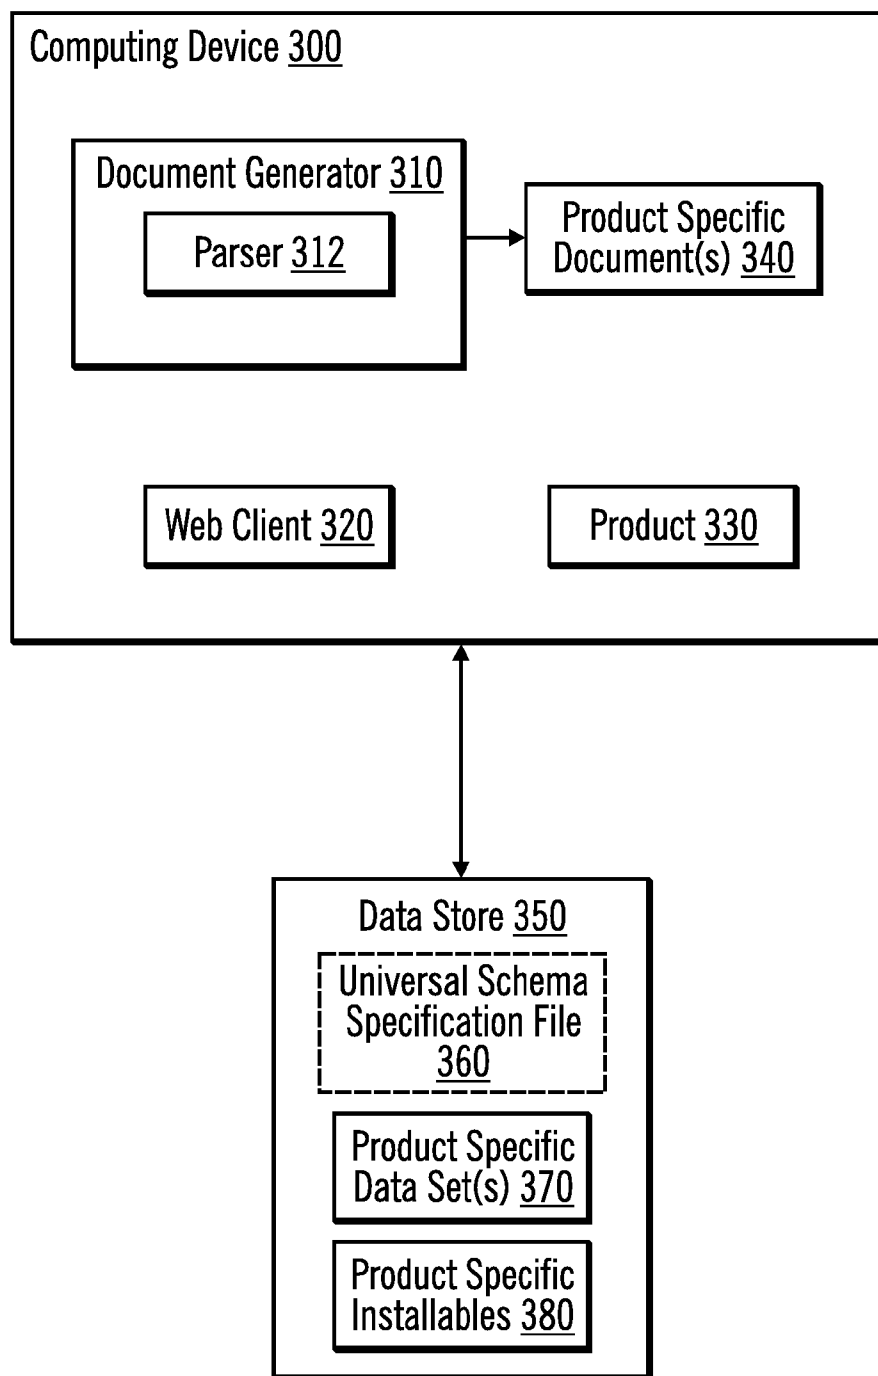 Computing Device 300
Document Generator 310
Parser 312
Product Specific
Document(s) 340
Web Client 320
Product 330
Data Store 350
Universal Schema
Specification File
360
Product Specific
Data Set(s) 370
Product Specific
Installables 380